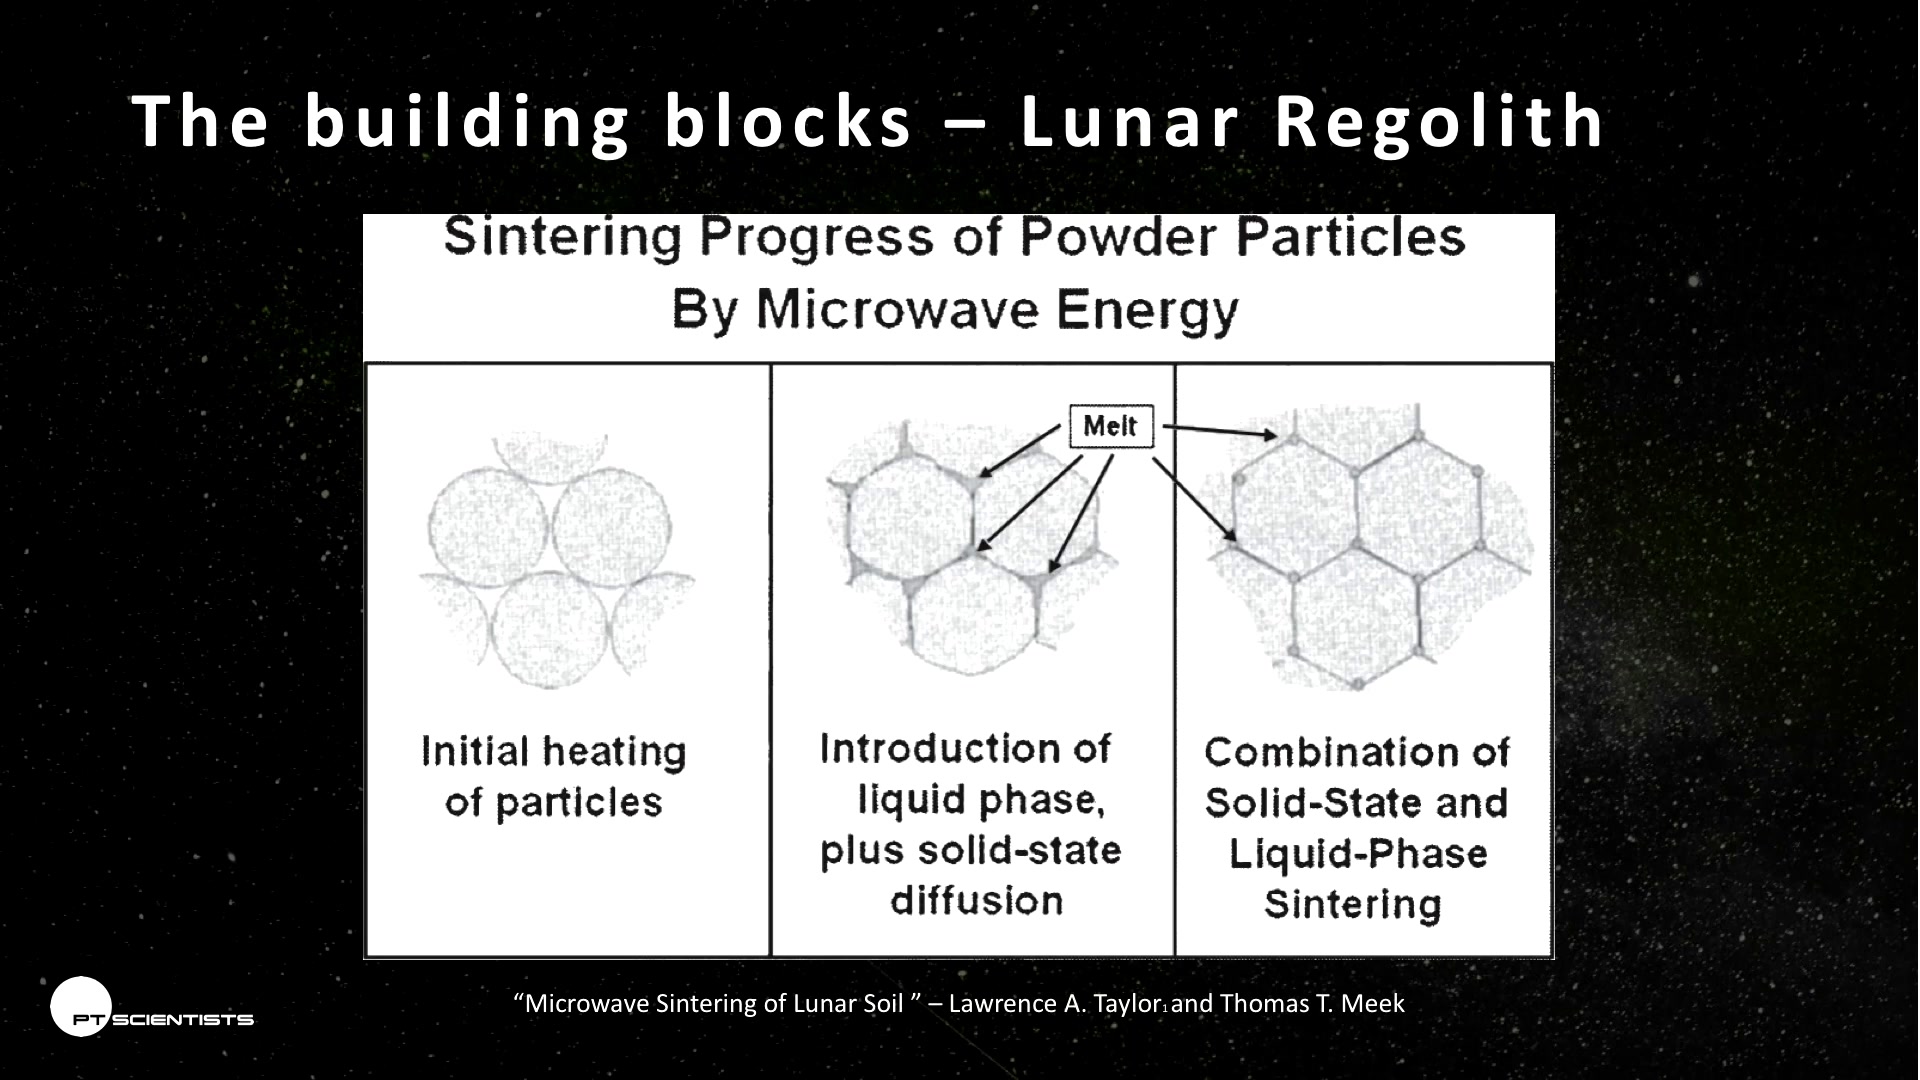 The building blocks – Lunar Regolith
Sintering Progress of Powder Particles
By Microwave Energy
Melt
Initial heating
of particles
Introduction of
liquid phase,
plus solid-state
diffusion
Combination of
Solid-State and
Liquid-Phase
Sintering
“Microwave Sintering of Lunar Soil ” – Lawrence A. Taylor1 and Thomas T. Meek
PT SCIENTISTS